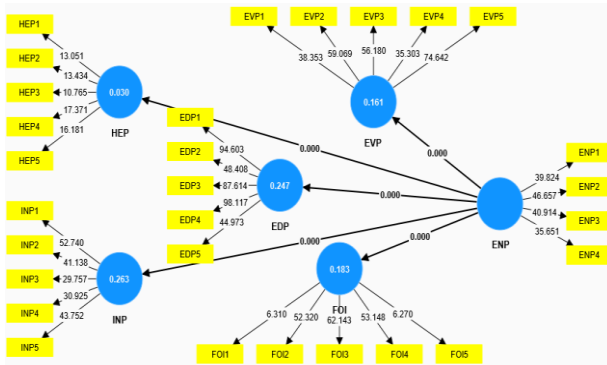 HEP1
HEP2
HEP3
HEP4
HEP5
13.051
13.434
10.765
17.371
16.181
0.030
HEP
EVP1
EVP2
EVP3
EVP4
EVP5
38.353
59.069
56.180
35.303
74.642
0.161
EVP
EDP1
EDP2
EDP3
EDP4
EDP5
94.603
48.408
87.614
98.117
44.973
0.247
EDP
0.000
0.000
0.000
0.000
0.000
ENP
39.824
46.657
40.914
35.651
ENP1
ENP2
ENP3
ENP4
INP1
INP2
INP3
INP4
INP5
52.740
41.138
29.757
30.925
43.752
0.263
INP
0.183
FOI
6.310
52.320
62.143
53.148
6.270
FOI1
FOI2
FOI3
FOI4
FOI5